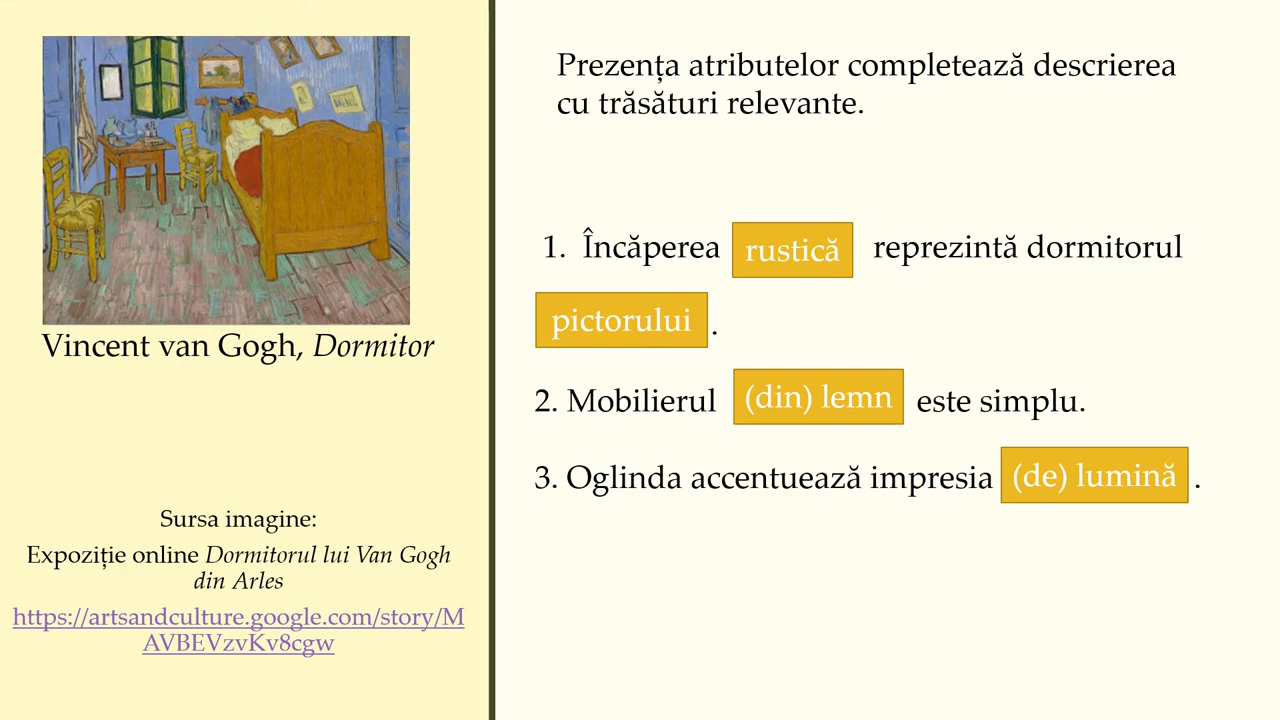 Vincent van Gogh, Dormitor
Sursa imagine:
Expoziție online Dormitorul lui Van Gogh
din Arles
https://artsandculture.google.com/story/M
AVBEVzvKv8cgw
Prezența atributelor completează descrierea
cu trăsături relevante.
1. Încăperea rustică reprezintă dormitorul
pictorului .
2. Mobilierul (din) lemn este simplu.
3. Oglinda accentuează impresia (de) lumină .